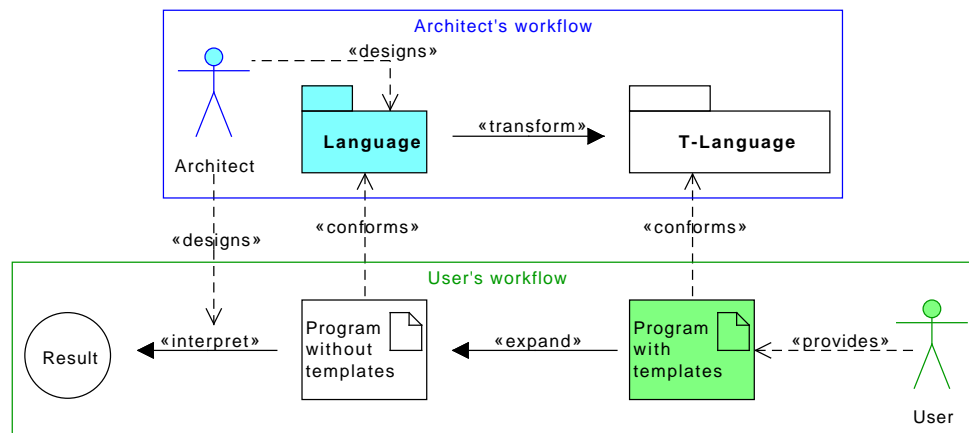 Architect's workflow
«designs»
Language
«transform»
T-Language
Architect
«designs»
«conforms»
«conforms»
User's workflow
Result
«interpret»
Program
without
templates
«expand»
Program
with
templates
«provides»
User